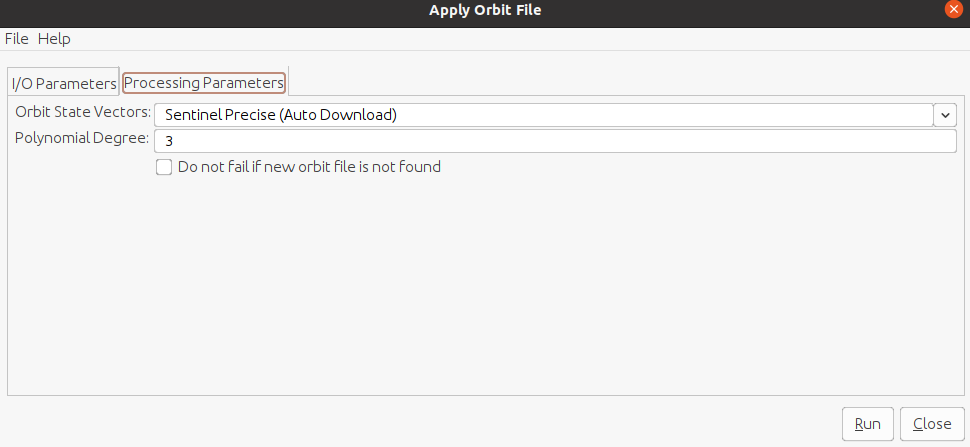 Apply Orbit File
File Help
I/O Parameters Processing Parameters
Orbit State Vectors: Sentinel Precise (Auto Download)
Polynomial Degree: 3
Do not fail if new orbit file is not found
Run Close